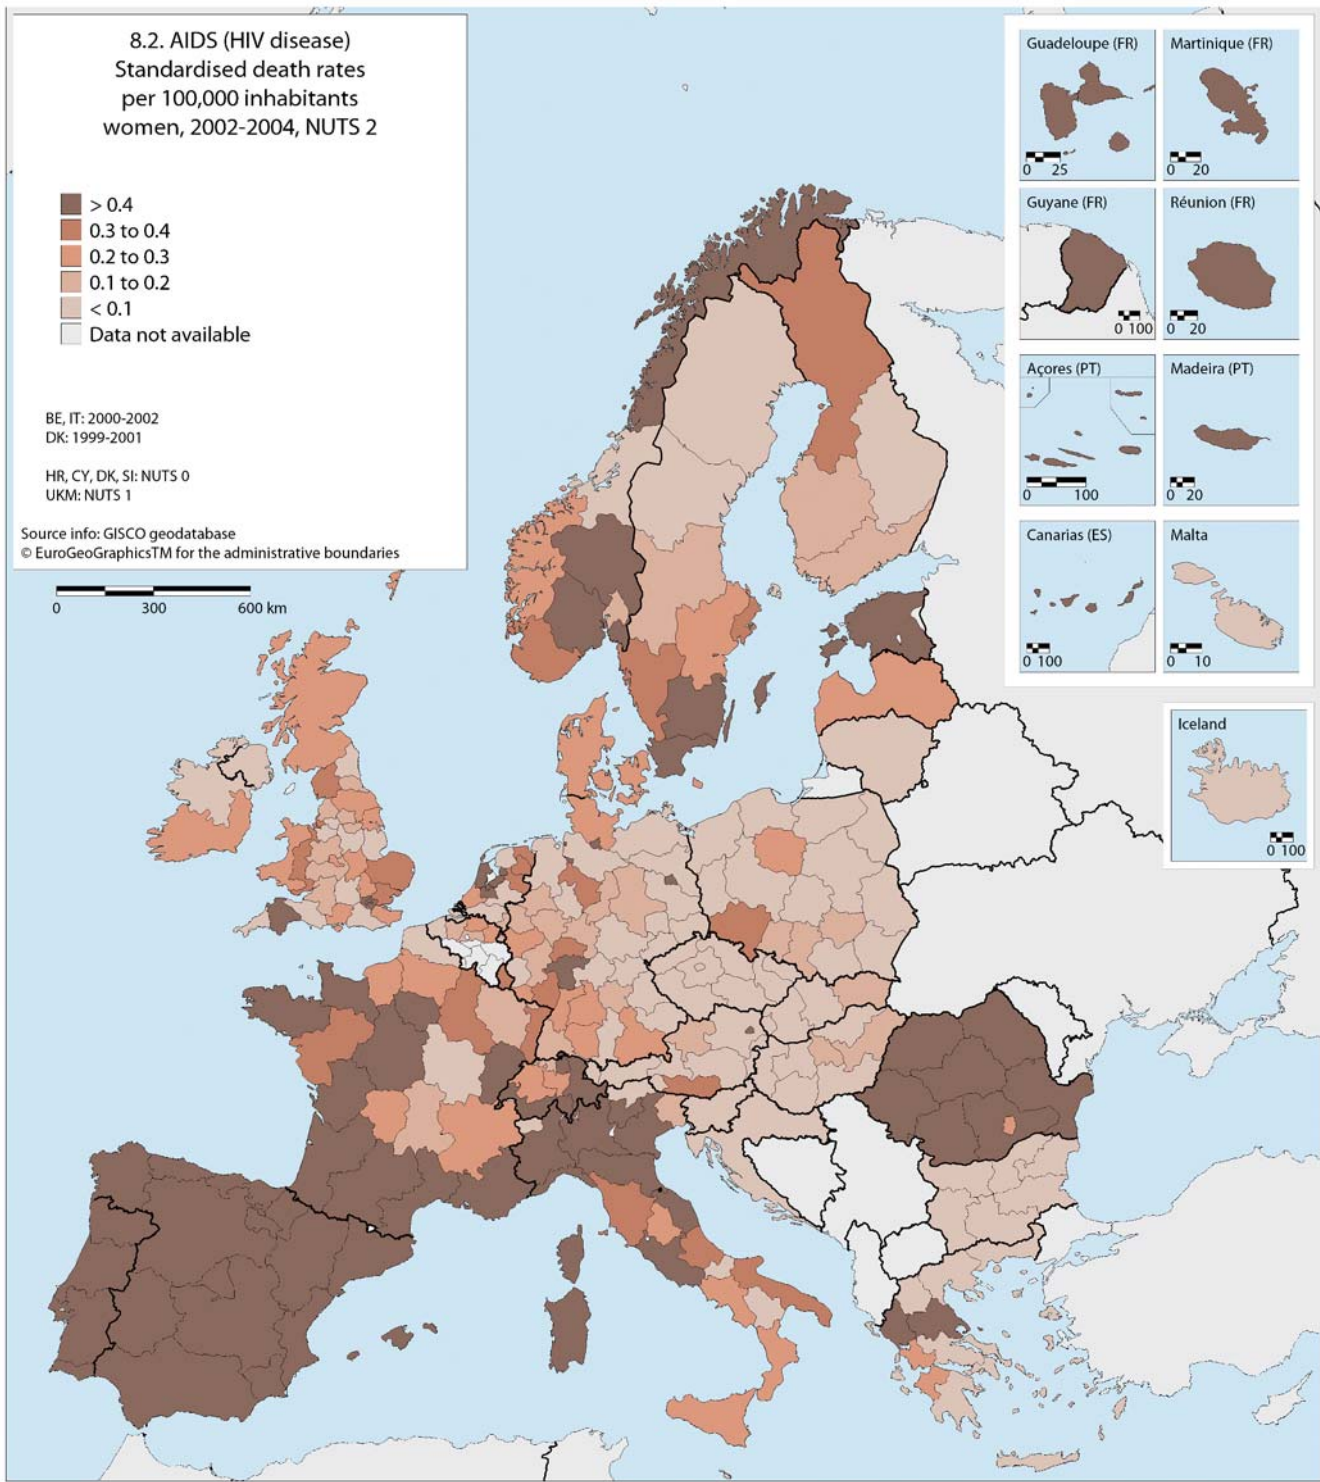 8.2. AIDS (HIV disease)
Standardised death rates
per 100,000 inhabitants
women, 2002-2004, NUTS 2
> 0.4
0.3 to 0.4
0.2 to 0.3
0.1 to 0.2
< 0.1
Data not available
BE, IT: 2000-2002
DK: 1999-2001
HR, CY, DK, SI: NUTS 0
UKM: NUTS 1
Source info: GISCO geodatabase
© EuroGeoGraphicsTM for the administrative boundaries
0 300 600 km
Guadeloupe (FR)
0 25
Martinique (FR)
0 20
Guyane (FR)
0 100
Réunion (FR)
0 20
Açores (PT)
0 100
Madeira (PT)
0 20
Canarias (ES)
0 100
Malta
0 10
Iceland
0 100